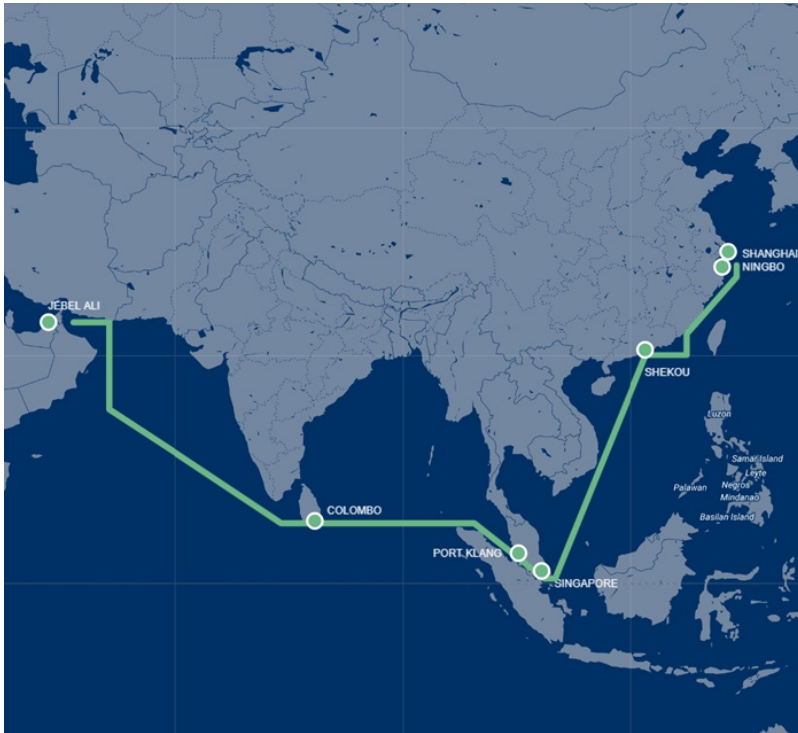 SHANGHAI
NINGBO
JEBEL ALI
SHEKOU
Luzon
Samar Island
Leyte
Palawan
Negros
Mindanao
Basilan Island
COLOMBO
PORT KLANG
SINGAPORE